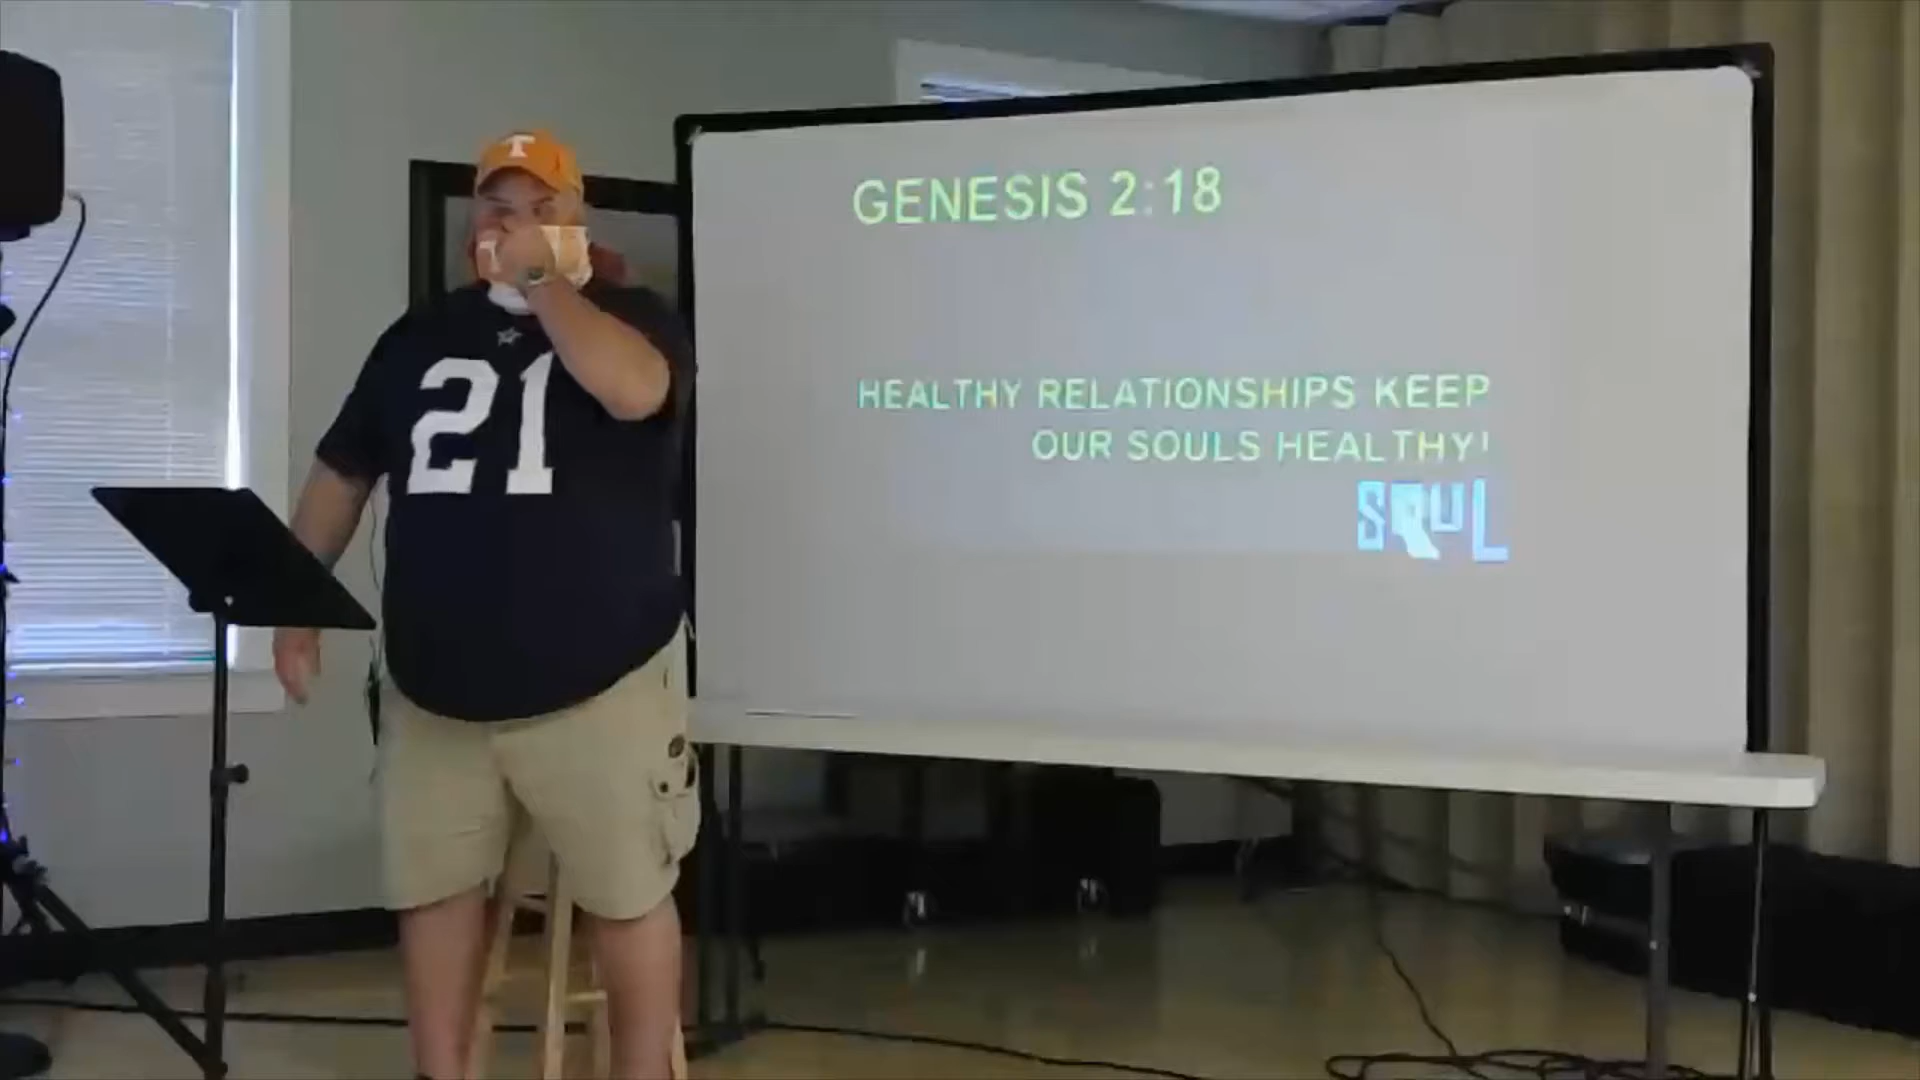 T
T
21
GENESIS 2:18
HEALTHY RELATIONSHIPS KEEP
OUR SOULS HEALTHY!
SOUL